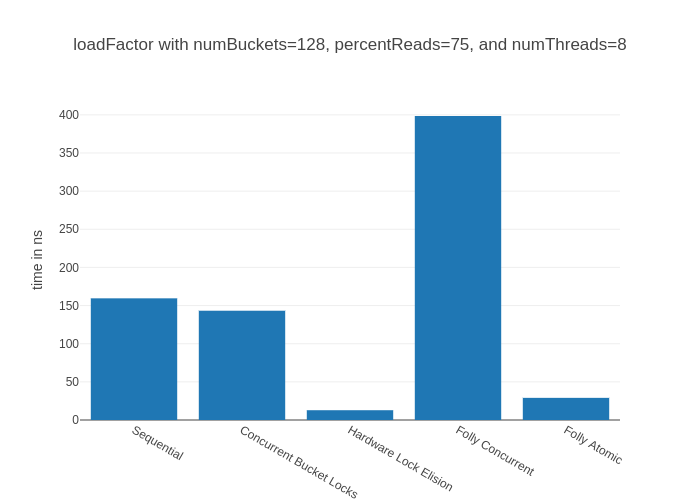 loadFactor with numBuckets=128, percentReads=75, and numThreads=8
400
350
300
250
200
150
100
50
0
time in ns
Sequential
Concurrent Bucket Locks
Hardware Lock Elision
Folly Concurrent
Folly Atomic